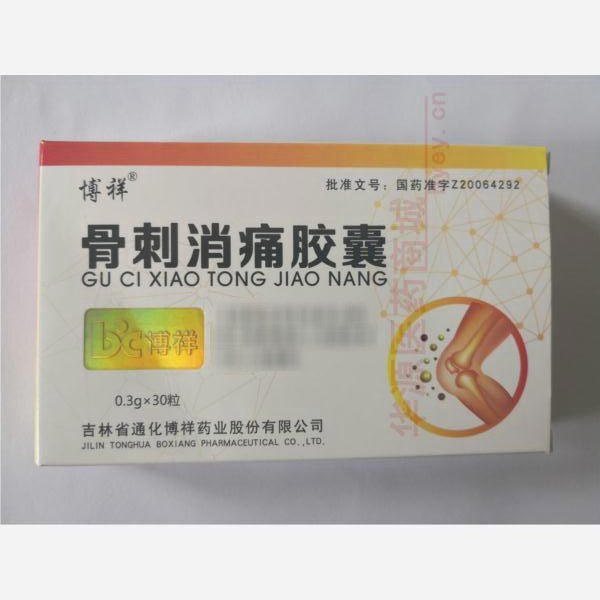 博祥®
批准文号：国药准字Z20064292
骨刺消痛胶囊
GU CI XIAO TONG JIAO NANG
bc博祥
0.3g×30粒
吉林省通化博祥药业股份有限公司
JILIN TONGHUA BOXIANG PHARMACEUTICAL CO.,LTD.